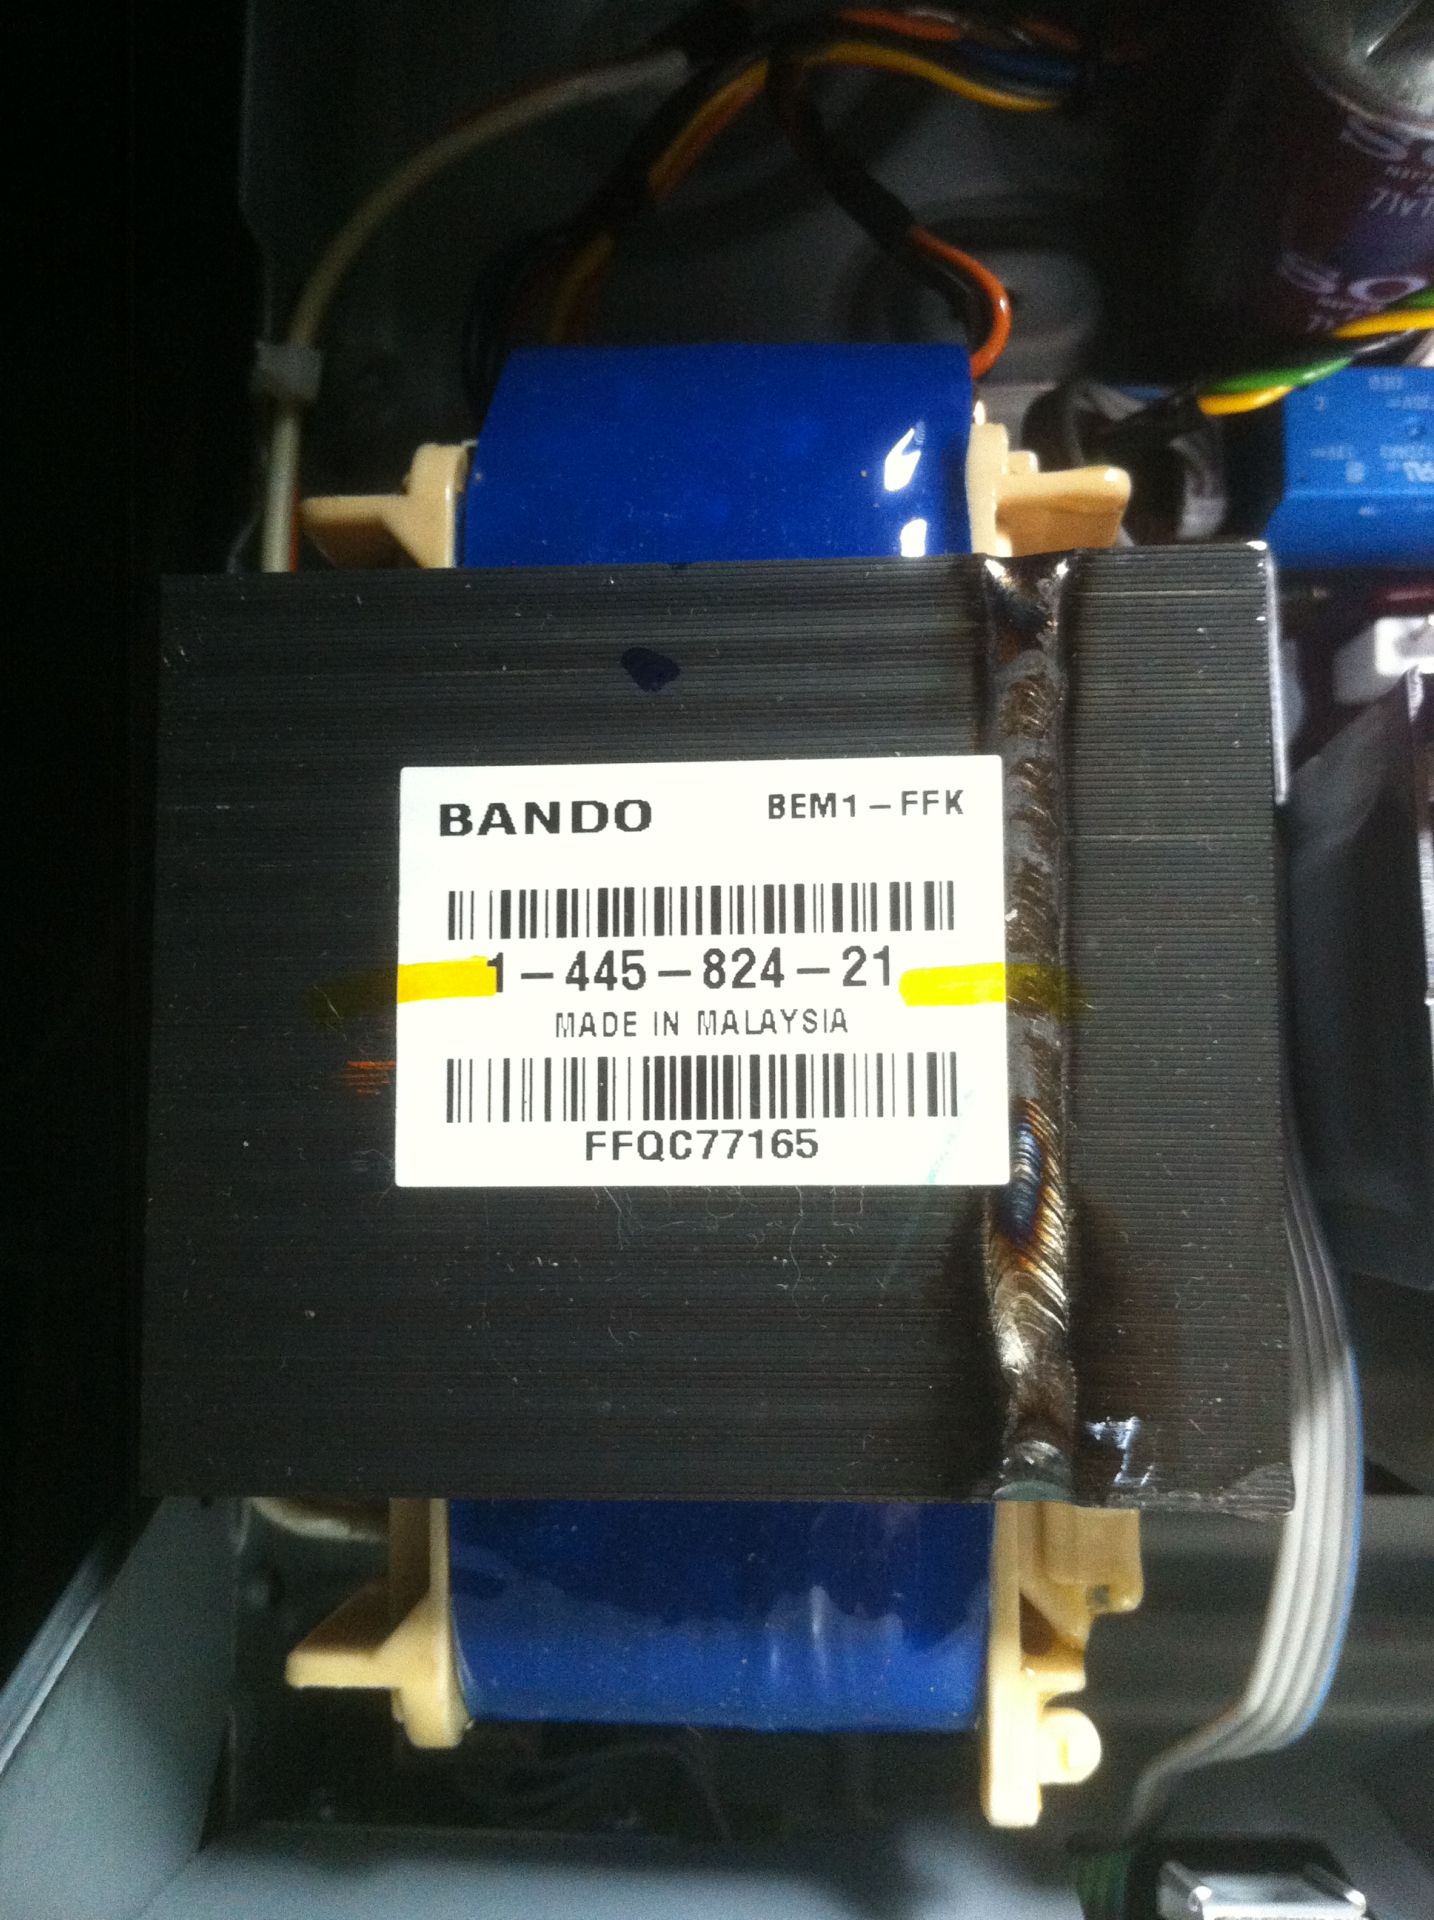 BANDO BEM1-FFK
1-445-824-21
MADE IN MALAYSIA
FFQC77165